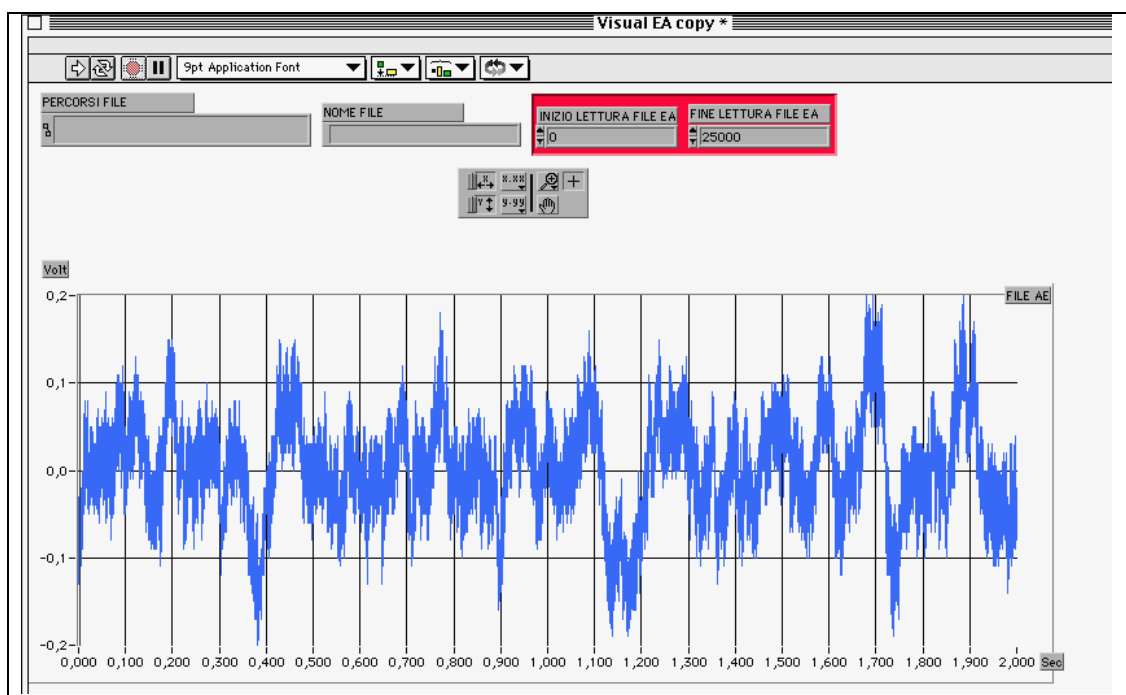 Visual EA copy *
9pt Application Font
PERCORSI FILE
NOME FILE
INIZIO LETTURA FILE EA
FINE LETTURA FILE EA
0
25000
X
x.xx
Y
y.yy
Volt
FILE AE
0,2
0,1
0,0
-0,1
-0,2
0,000 0,100 0,200 0,300 0,400 0,500 0,600 0,700 0,800 0,900 1,000 1,100 1,200 1,300 1,400 1,500 1,600 1,700 1,800 1,900 2,000 Sec